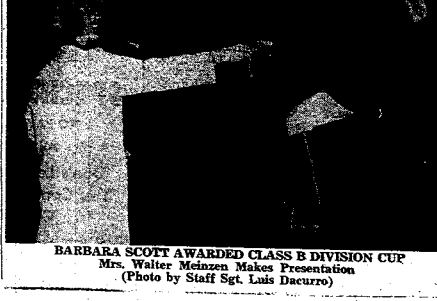 BARBARA SCOTT AWARDED CLASS B DIVISION CUP
Mrs. Walter Meinzen Makes Presentation
(Photo by Staff Sgt. Luis Dacurro)